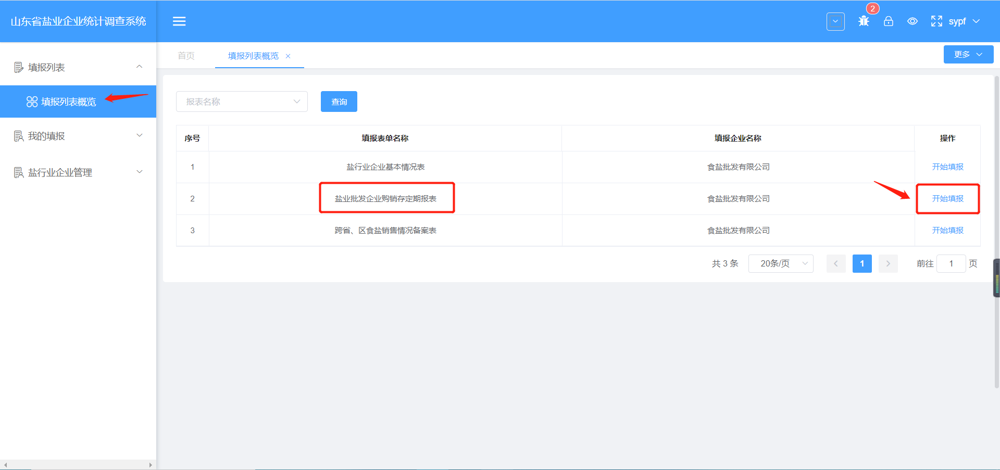 山东省盐业企业统计调查系统
2
sypf
首页
填报列表概览
更多
填报列表
填报列表概览
我的填报
盐行业企业管理
报表名称
查询
序号 填报表单名称 填报企业名称 操作
1 盐行业企业基本情况表 食盐批发有限公司 开始填报
2 盐业批发企业购销存定期报表 食盐批发有限公司 开始填报
3 跨省、区食盐销售情况备案表 食盐批发有限公司 开始填报
共 3 条 20条/页 1 前往 1 页